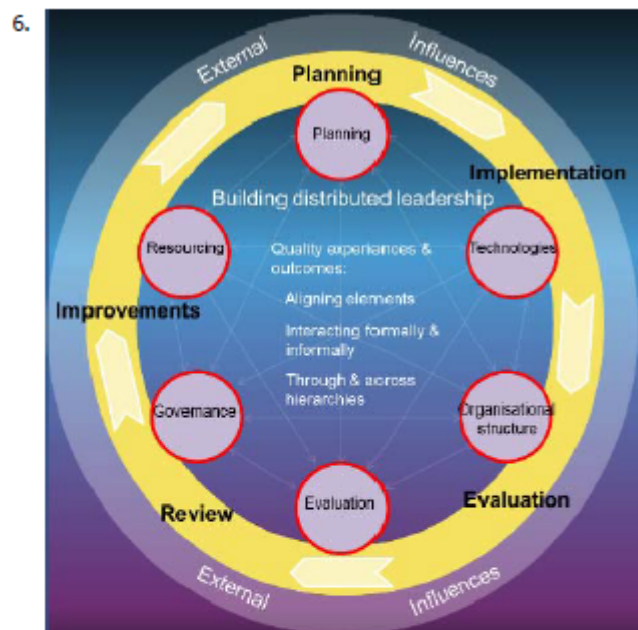 6.
External Influences
Planning
Planning
Implementation
Building distributed leadership
Resourcing
Quality experiances &
outcomes:
Technologies
Aligning elements
Improvements
Interacting formally &
informally
Through & across
hierarchies
Governance
Organisational
structure
Evaluation
Evaluation
Review
External Influences